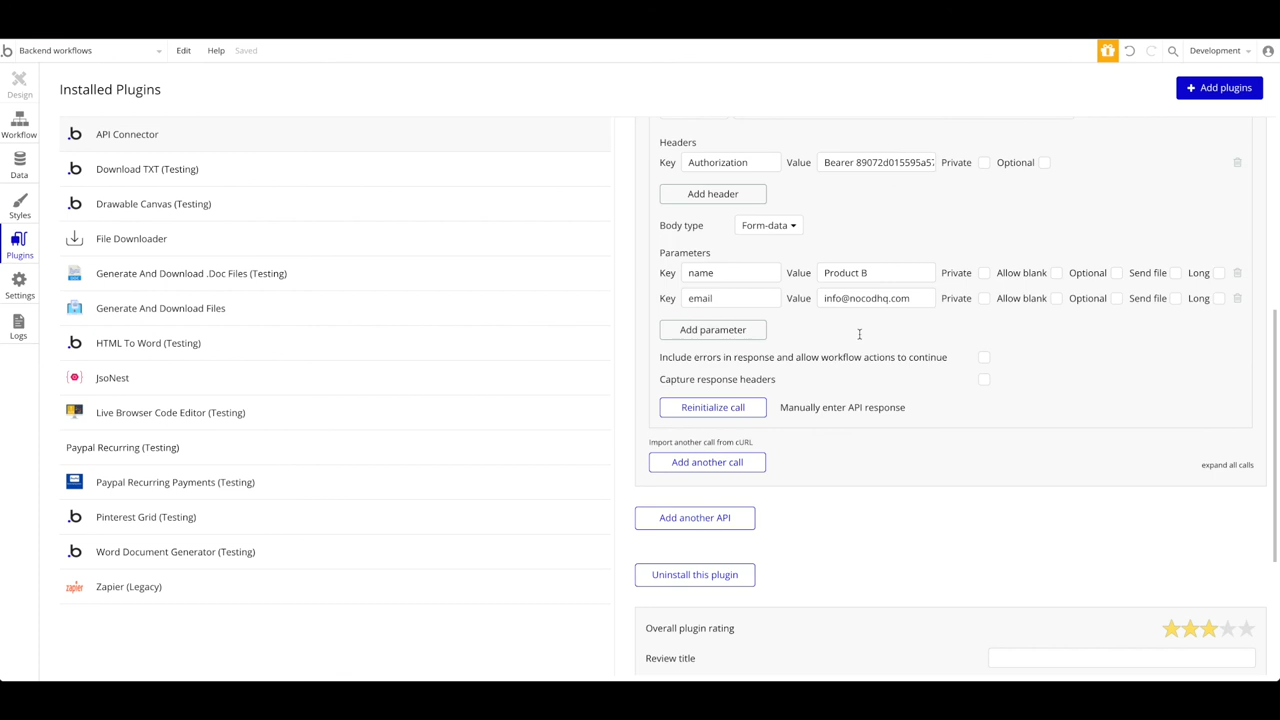 Backend workflows Edit Help Saved Development
Design
Workflow
Data
Styles
Plugins
Settings
Logs
Installed Plugins
+ Add plugins
API Connector
Download TXT (Testing)
Drawable Canvas (Testing)
File Downloader
Generate And Download .Doc Files (Testing)
Generate And Download Files
HTML To Word (Testing)
JsoNest
Live Browser Code Editor (Testing)
Paypal Recurring (Testing)
Paypal Recurring Payments (Testing)
Pinterest Grid (Testing)
Word Document Generator (Testing)
zapier Zapier (Legacy)
Headers
Key Authorization Value Bearer 89072d015595a57 Private Optional
Add header
Body type Form-data
Parameters
Key name Value Product B Private Allow blank Optional Send file Long
Key email Value info@nocodhq.com Private Allow blank Optional Send file Long
Add parameter
Include errors in response and allow workflow actions to continue
Capture response headers
Reinitialize call Manually enter API response
Import another call from cURL
Add another call
expand all calls
Add another API
Uninstall this plugin
Overall plugin rating
Review title